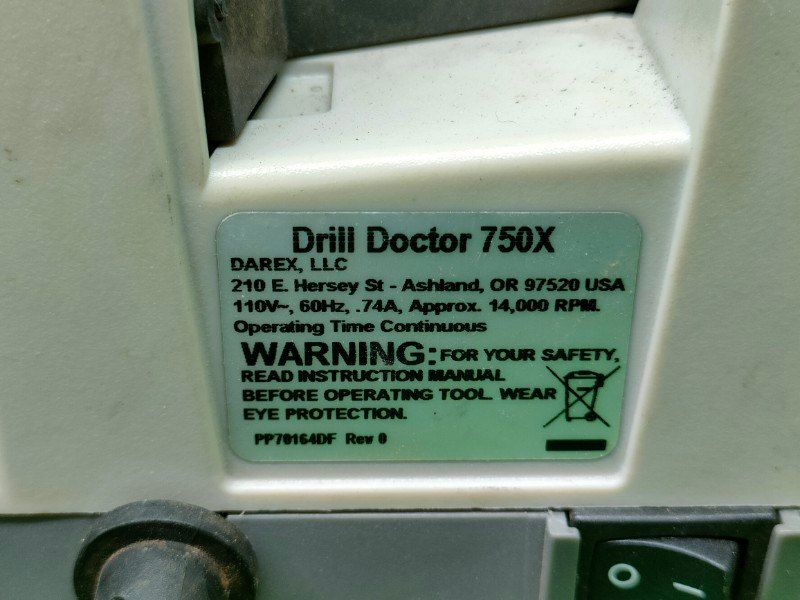 Drill Doctor 750X
DAREX, LLC
210 E. Hersey St - Ashland, OR 97520 USA
110V~, 60Hz, .74A, Approx. 14,000 RPM.
Operating Time Continuous
WARNING: FOR YOUR SAFETY,
READ INSTRUCTION MANUAL
BEFORE OPERATING TOOL. WEAR
EYE PROTECTION.
PP70164DF Rev 0
O –